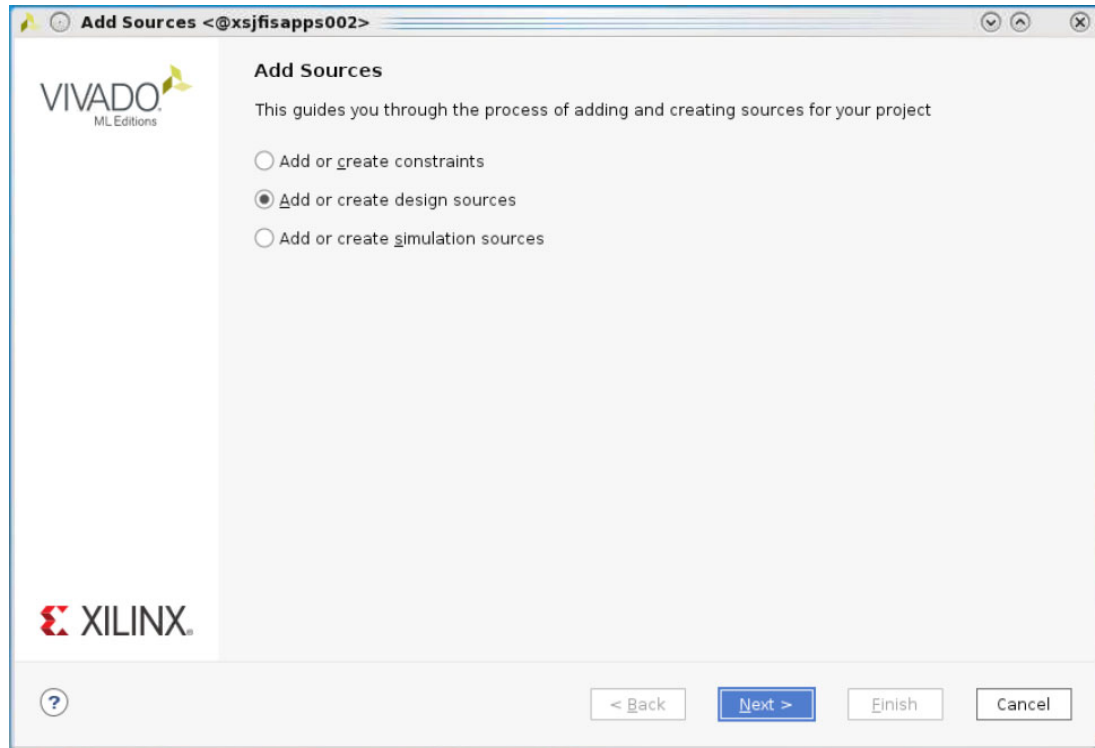 Add Sources <@xsjfisapps002>
VIVADO.
ML Editions
Add Sources
This guides you through the process of adding and creating sources for your project
Add or create constraints
Add or create design sources
Add or create simulation sources
XILINX.
?
< Back
Next >
Finish
Cancel